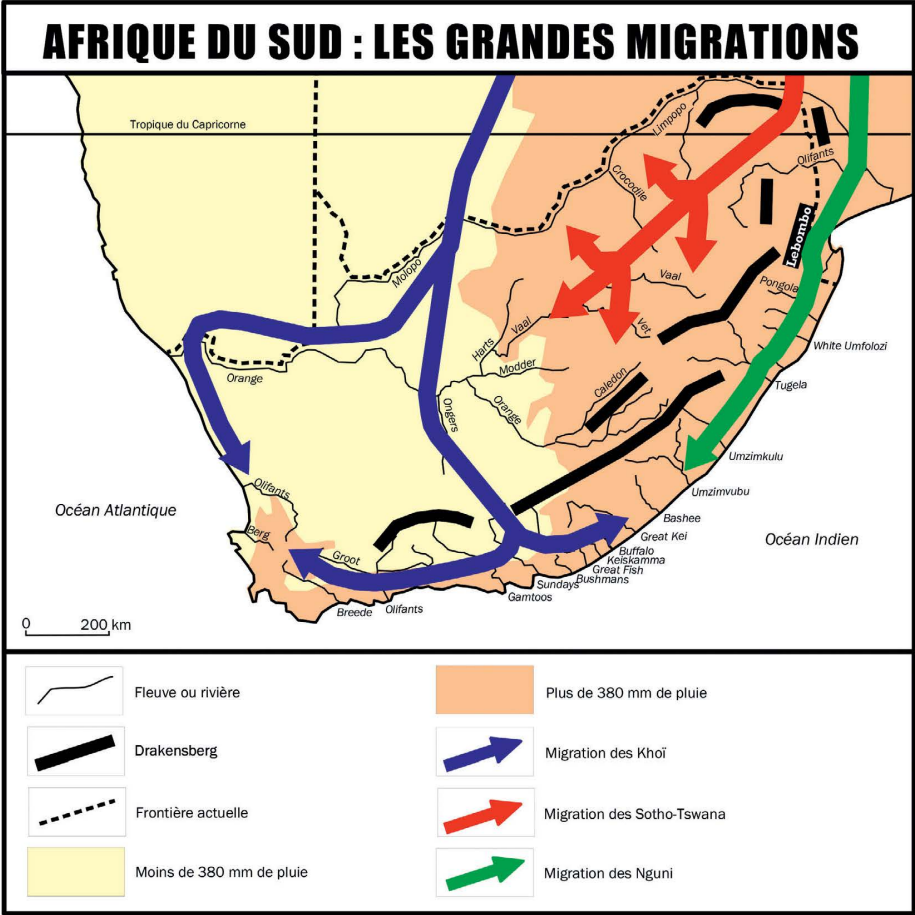 AFRIQUE DU SUD : LES GRANDES MIGRATIONS
Tropique du Capricorne
Limpopo
Olifants
Crocodile
Lebombo
Molopo
Vaal
Pongola
Vaal
Vet
Harts
White Umfolozi
Modder
Orange
Caledon
Tugela
Orange
Ongers
Umzimkulu
Olifants
Umzimvubu
Océan Atlantique
Bashee
Berg
Great Kei
Océan Indien
Groot
Buffalo
Keiskamma
Great Fish
Bushmans
Sundays
Gamtoos
Breede
Olifants
0 200 km
Fleuve ou rivière
Plus de 380 mm de pluie
Drakensberg
Migration des Khoï
Frontière actuelle
Migration des Sotho-Tswana
Moins de 380 mm de pluie
Migration des Nguni